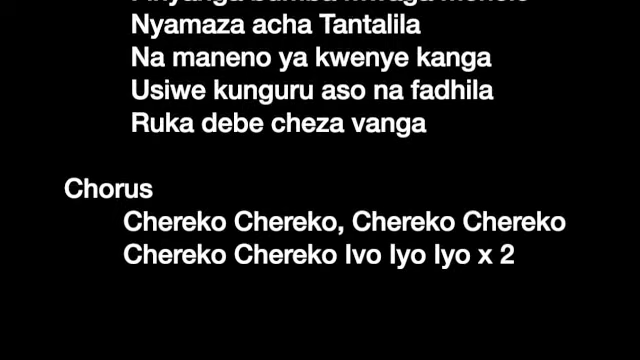 Nyamaza acha Tantalila
Na maneno ya kwenye kanga
Usiwe kunguru aso na fadhila
Ruka debe cheza vanga
Chorus
Chereko Chereko, Chereko Chereko
Chereko Chereko Ivo Iyo Iyo x 2